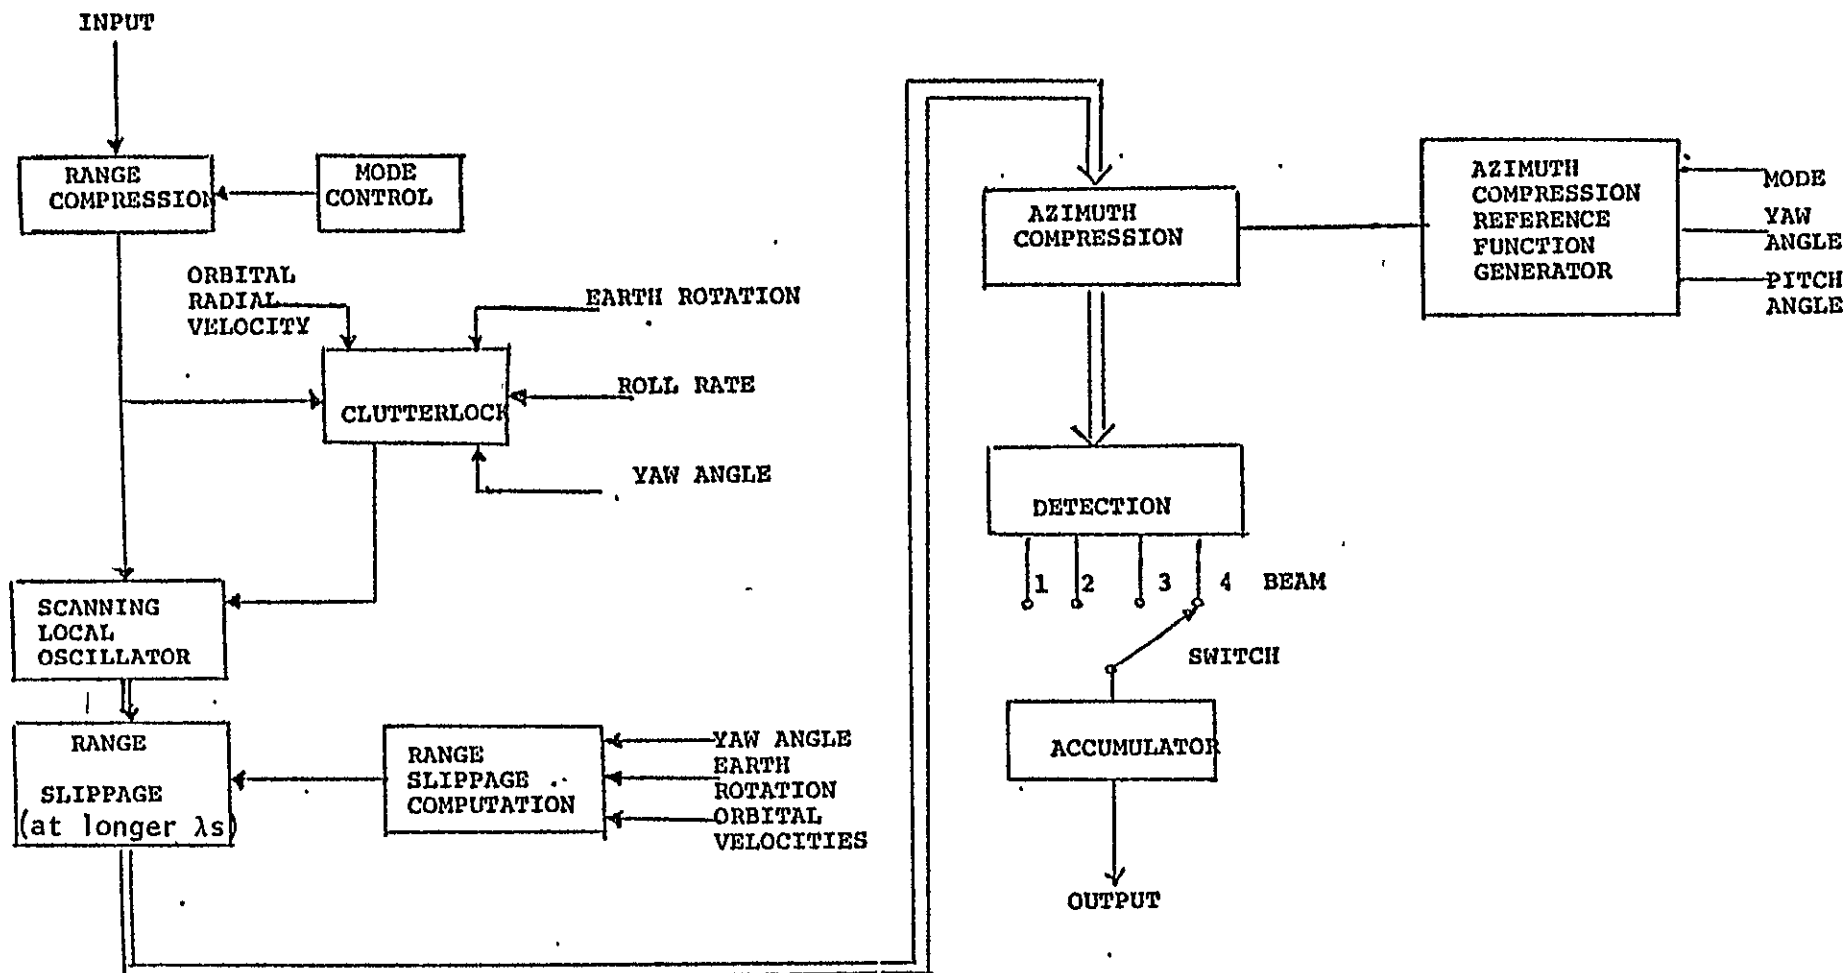 INPUT
RANGE
COMPRESSION
MODE
CONTROL
ORBITAL
RADIAL
VELOCITY
EARTH ROTATION
ROLL RATE
CLUTTERLOCK
YAW ANGLE
SCANNING
LOCAL
OSCILLATOR
RANGE
SLIPPAGE
(at longer λs)
RANGE
SLIPPAGE
COMPUTATION
YAW ANGLE
EARTH
ROTATION
ORBITAL
VELOCITIES
AZIMUTH
COMPRESSION
AZIMUTH
COMPRESSION
REFERENCE
FUNCTION
GENERATOR
MODE
YAW
ANGLE
PITCH
ANGLE
DETECTION
1 2 3 4 BEAM
SWITCH
ACCUMULATOR
OUTPUT